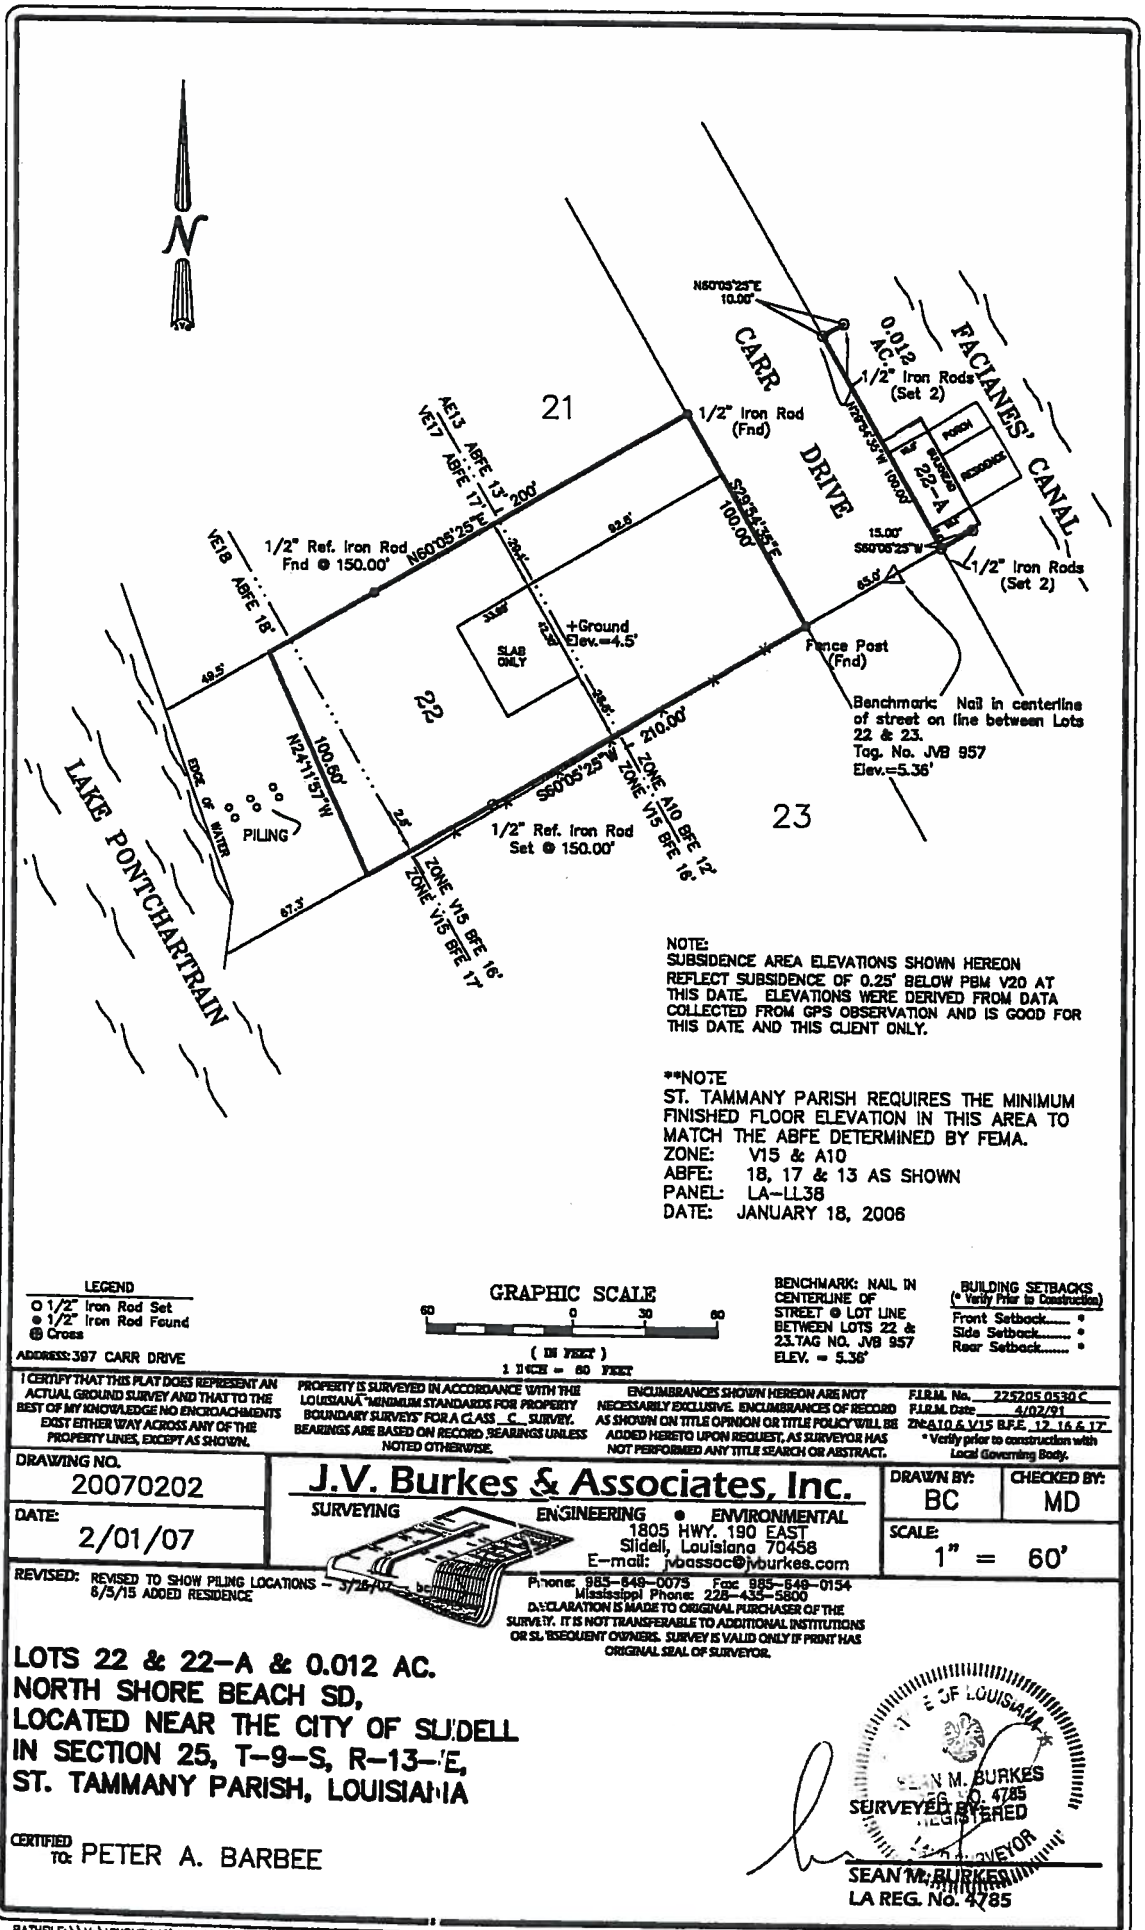 N
N60°05'25"E
10.00'
CARR
DRIVE
0.012
AC.
1/2" Iron Rods
(Set 2)
FACIANES' CANAL
21
1/2" Iron Rod
(Fnd)
AE13 ABFE 13'
VE17 ABFE 17'
N60°05'25"E 200'
92.6'
S29°54'35"E
100.00'
N29°54'35"W 100.00'
PORCH
RESIDENCE
BULKHEAD
22-A
15.00'
S60°05'25"W
1/2" Iron Rods
(Set 2)
65.0'
VE18 ABFE 18'
1/2" Ref. Iron Rod
Fnd @ 150.00'
+Ground
Elev.=4.5'
SLAB
ONLY
Fence Post
(Fnd)
49.5'
22
Benchmark: Nail in centerline
of street on line between Lots
22 & 23.
Tag. No. JVB 957
Elev.=5.36'
210.00'
S60°05'25"W
100.60'
N24°11'57"W
ZONE A10 BFE 12'
ZONE V15 BFE 16'
EDGE OF WATER
PILING
LAKE PONTCHARTRAIN
1/2" Ref. Iron Rod
Set @ 150.00'
23
67.3'
ZONE V15 BFE 16'
ZONE V15 BFE 17'
NOTE:
SUBSIDENCE AREA ELEVATIONS SHOWN HEREON
REFLECT SUBSIDENCE OF 0.25' BELOW PBM V20 AT
THIS DATE. ELEVATIONS WERE DERIVED FROM DATA
COLLECTED FROM GPS OBSERVATION AND IS GOOD FOR
THIS DATE AND THIS CLIENT ONLY.
**NOTE
ST. TAMMANY PARISH REQUIRES THE MINIMUM
FINISHED FLOOR ELEVATION IN THIS AREA TO
MATCH THE ABFE DETERMINED BY FEMA.
ZONE: V15 & A10
ABFE: 18, 17 & 13 AS SHOWN
PANEL: LA-LL38
DATE: JANUARY 18, 2006
LEGEND
1/2" Iron Rod Set
1/2" Iron Rod Found
Cross
ADDRESS: 397 CARR DRIVE
GRAPHIC SCALE
60 0 30 60
( IN FEET )
1 INCH = 60 FEET
BENCHMARK: NAIL IN
CENTERLINE OF
STREET @ LOT LINE
BETWEEN LOTS 22 &
23.TAG NO. JVB 957
ELEV. = 5.36'
BUILDING SETBACKS
(* Verify Prior to Construction)
Front Setback...... *
Side Setback........ *
Rear Setback....... *
I CERTIFY THAT THIS PLAT DOES REPRESENT AN
ACTUAL GROUND SURVEY AND THAT TO THE
BEST OF MY KNOWLEDGE NO ENCROACHMENTS
EXIST EITHER WAY ACROSS ANY OF THE
PROPERTY LINES, EXCEPT AS SHOWN.
PROPERTY IS SURVEYED IN ACCORDANCE WITH THE
LOUISIANA "MINIMUM STANDARDS FOR PROPERTY
BOUNDARY SURVEYS" FOR A CLASS C SURVEY.
BEARINGS ARE BASED ON RECORD BEARINGS UNLESS
NOTED OTHERWISE.
ENCUMBRANCES SHOWN HEREON ARE NOT
NECESSARILY EXCLUSIVE. ENCUMBRANCES OF RECORD
AS SHOWN ON TITLE OPINION OR TITLE POLICY WILL BE
ADDED HERETO UPON REQUEST, AS SURVEYOR HAS
NOT PERFORMED ANY TITLE SEARCH OR ABSTRACT.
F.I.R.M. No. 225205 0530 C
F.I.R.M. Date 4/02/91
ZN:A10 & V15 B.F.E. 12, 16 & 17'
* Verify prior to construction with
Local Governing Body.
DRAWING NO.
20070202
DATE:
2/01/07
J.V. Burkes & Associates, Inc.
SURVEYING ENGINEERING ● ENVIRONMENTAL
1805 HWY. 190 EAST
Slidell, Louisiana 70458
E-mail: jvbassoc@jvburkes.com
Phone: 985-649-0075 Fax: 985-649-0154
Mississippi Phone: 228-435-5800
DRAWN BY:
BC
CHECKED BY:
MD
SCALE:
1" = 60'
REVISED: REVISED TO SHOW PILING LOCATIONS - 3/28/07 - bc
6/5/15 ADDED RESIDENCE
DECLARATION IS MADE TO ORIGINAL PURCHASER OF THE
SURVEY. IT IS NOT TRANSFERABLE TO ADDITIONAL INSTITUTIONS
OR SUBSEQUENT OWNERS. SURVEY IS VALID ONLY IF PRINT HAS
ORIGINAL SEAL OF SURVEYOR.
LOTS 22 & 22-A & 0.012 AC.
NORTH SHORE BEACH SD,
LOCATED NEAR THE CITY OF SLIDELL
IN SECTION 25, T-9-S, R-13-E,
ST. TAMMANY PARISH, LOUISIANA
CERTIFIED
TO: PETER A. BARBEE
STATE OF LOUISIANA
SEAN M. BURKES
REG. NO. 4785
REGISTERED
LAND SURVEYOR
SURVEYED BY:
SEAN M. BURKES
LA REG. No. 4785